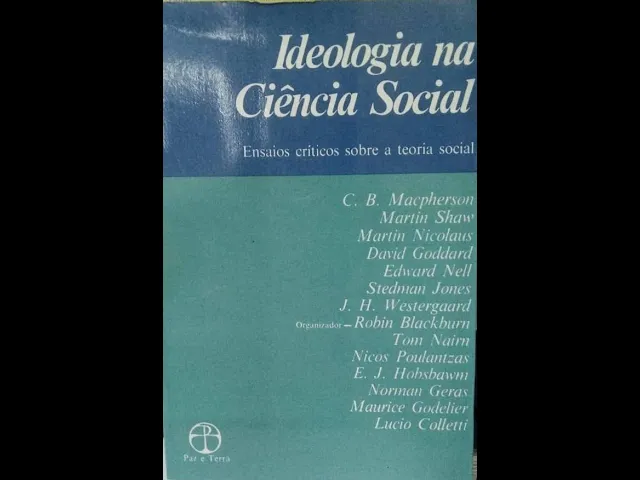 Ideologia na
Ciência Social
Ensaios críticos sobre a teoria social
C. B. Macpherson
Martin Shaw
Martin Nicolaus
David Goddard
Edward Nell
Stedman Jones
J. H. Westergaard
Organizador - Robin Blackburn
Tom Nairn
Nicos Poulantzas
E. J. Hobsbawm
Norman Geras
Maurice Godelier
Lucio Colletti
Paz e Terra